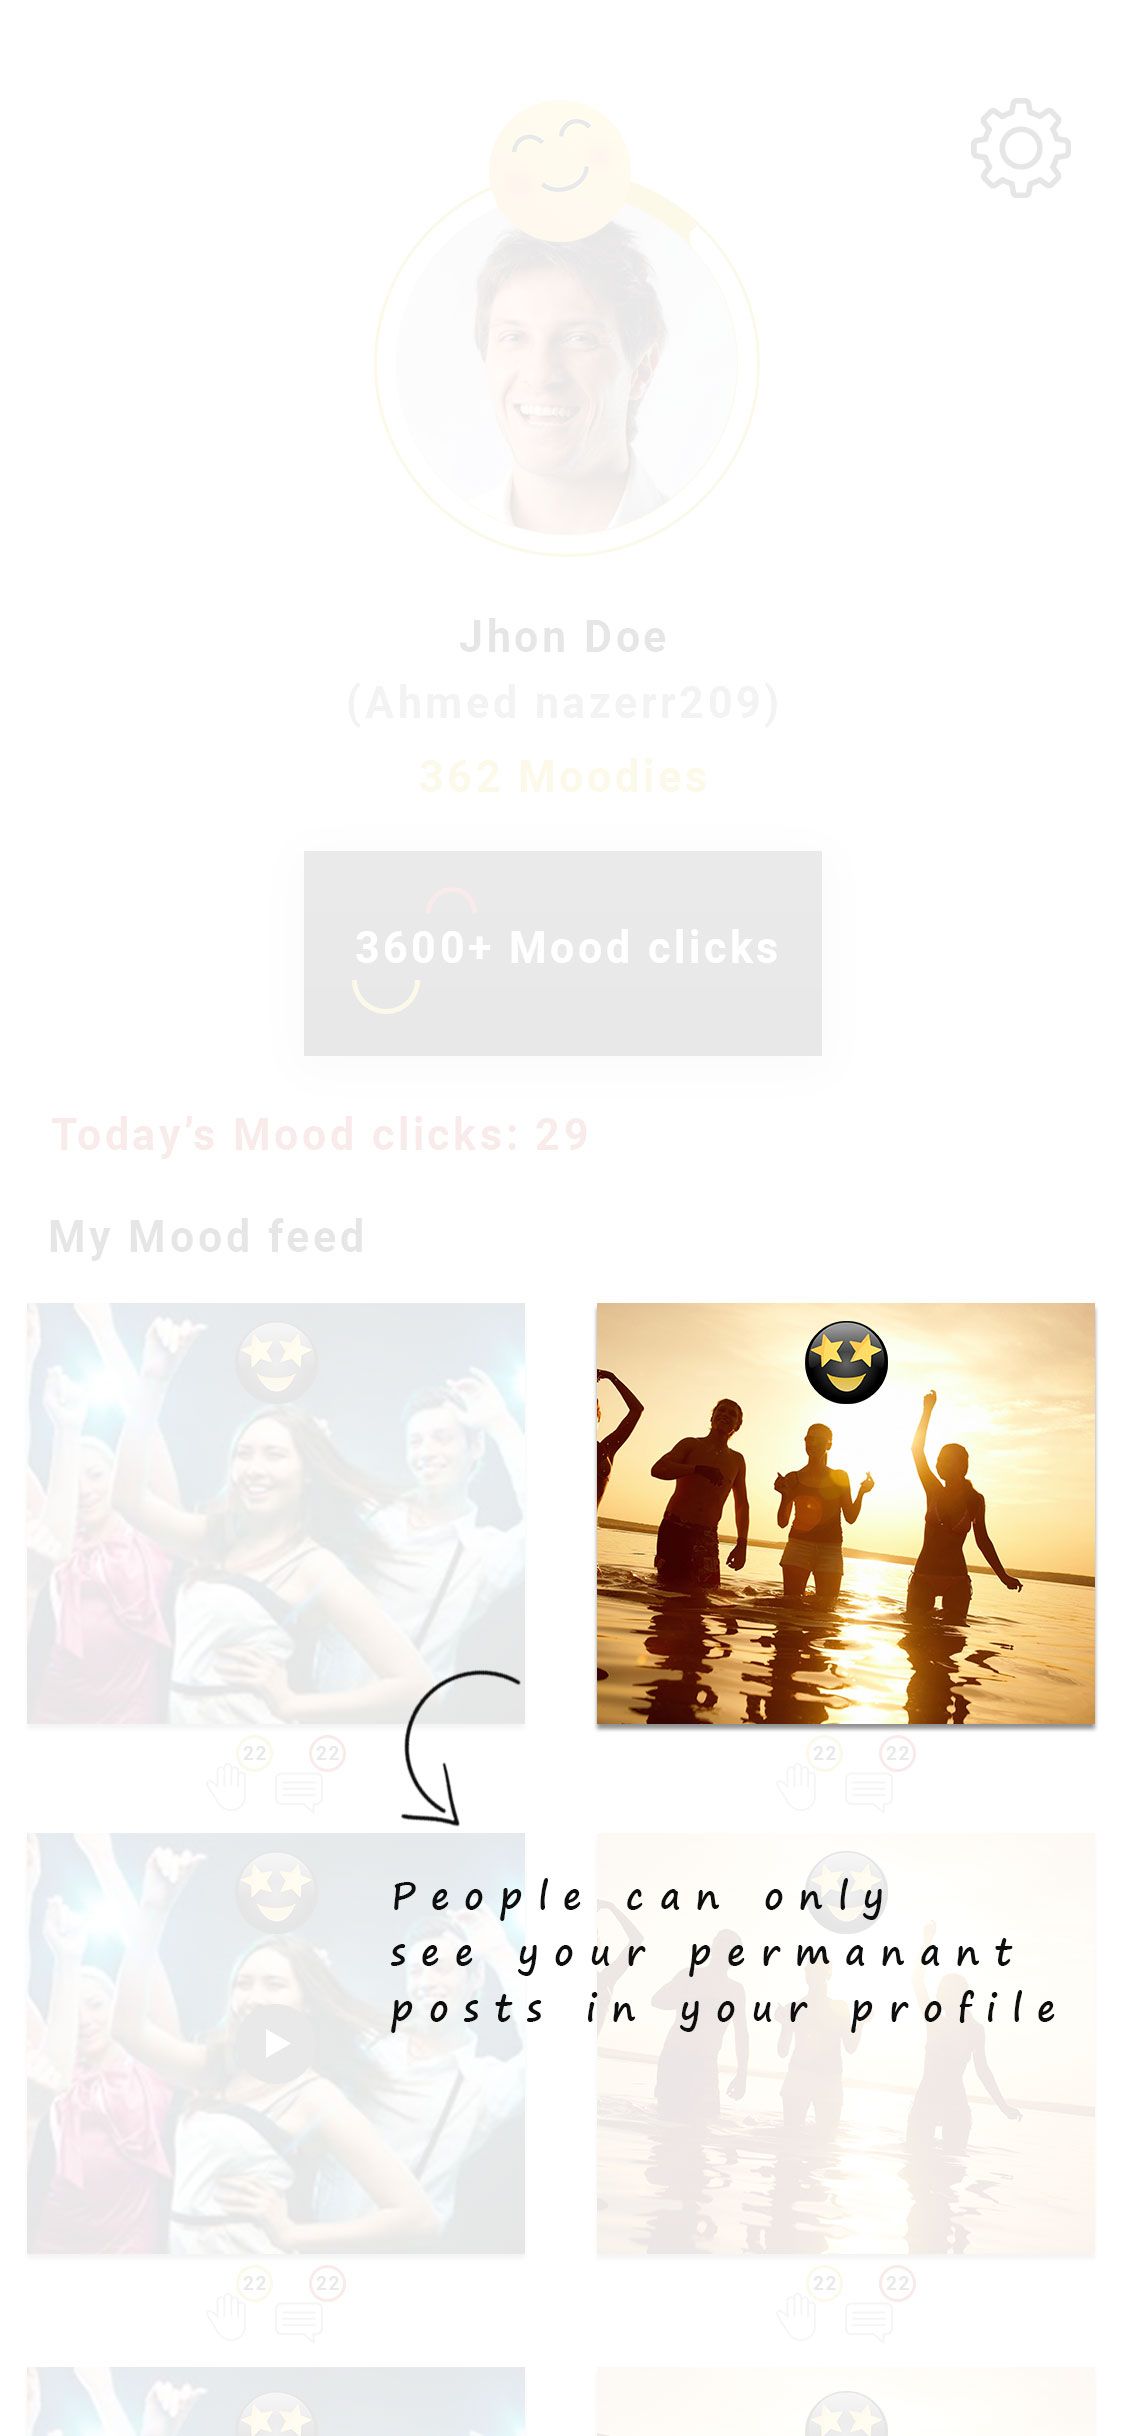 Jhon Doe
(Ahmed nazerr209)
362 Moodies
3600+ Mood clicks
Today’s Mood clicks: 29
My Mood feed
22 22 22 22
People can only
see your permanant
posts in your profile
22 22 22 22